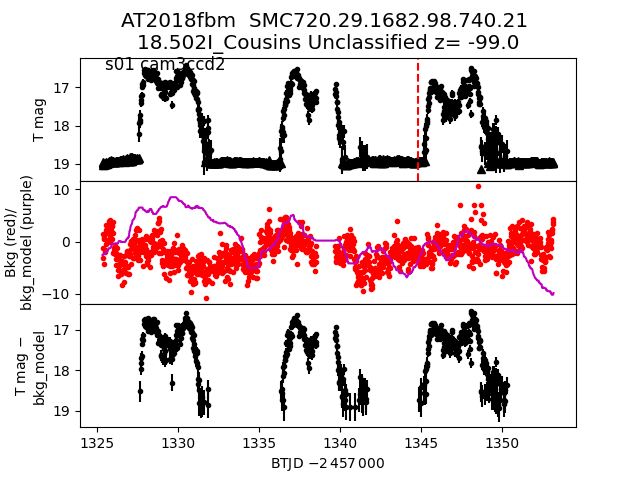 AT2018fbm  SMC720.29.1682.98.740.21
18.502I_Cousins Unclassified z= -99.0
s01 cam3ccd2
T mag
17
18
19
Bkg (red)/
bkg_model (purple)
10
0
−10
T mag −
bkg_model
17
18
19
1325
1330
1335
1340
1345
1350
BTJD −2 457 000